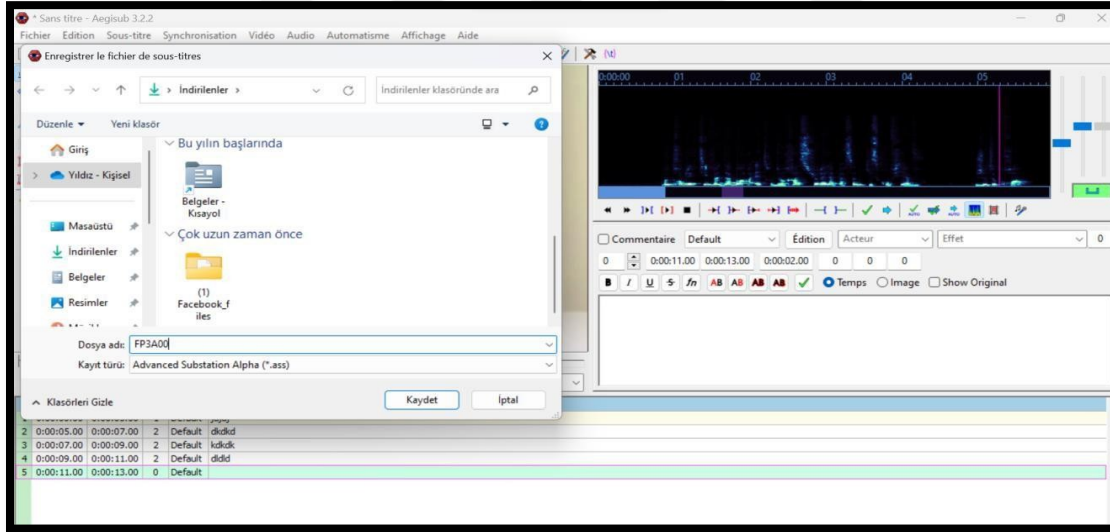 * Sans titre - Aegisub 3.2.2
Fichier Edition Sous-titre Synchronisation Vidéo Audio Automatisme Affichage Aide
Enregistrer le fichier de sous-titres
İndirilenler
İndirilenler klasöründe ara
Düzenle Yeni klasör
Giriş
Yıldız - Kişisel
Masaüstü
İndirilenler
Belgeler
Resimler
Bu yılın başlarında
Belgeler -
Kısayol
Çok uzun zaman önce
(1)
Facebook_f
iles
Dosya adı: FP3A00
Kayıt türü: Advanced Substation Alpha (*.ass)
Klasörleri Gizle Kaydet İptal
0:00:00 01 02 03 04 05
Commentaire Default Édition Acteur Effet 0
0 0:00:11.00 0:00:13.00 0:00:02.00 0 0 0
B I U S fn AB AB AB AB Temps Image Show Original
2 0:00:05.00 0:00:07.00 2 Default dkdkd
3 0:00:07.00 0:00:09.00 2 Default kdkdk
4 0:00:09.00 0:00:11.00 2 Default dldld
5 0:00:11.00 0:00:13.00 0 Default